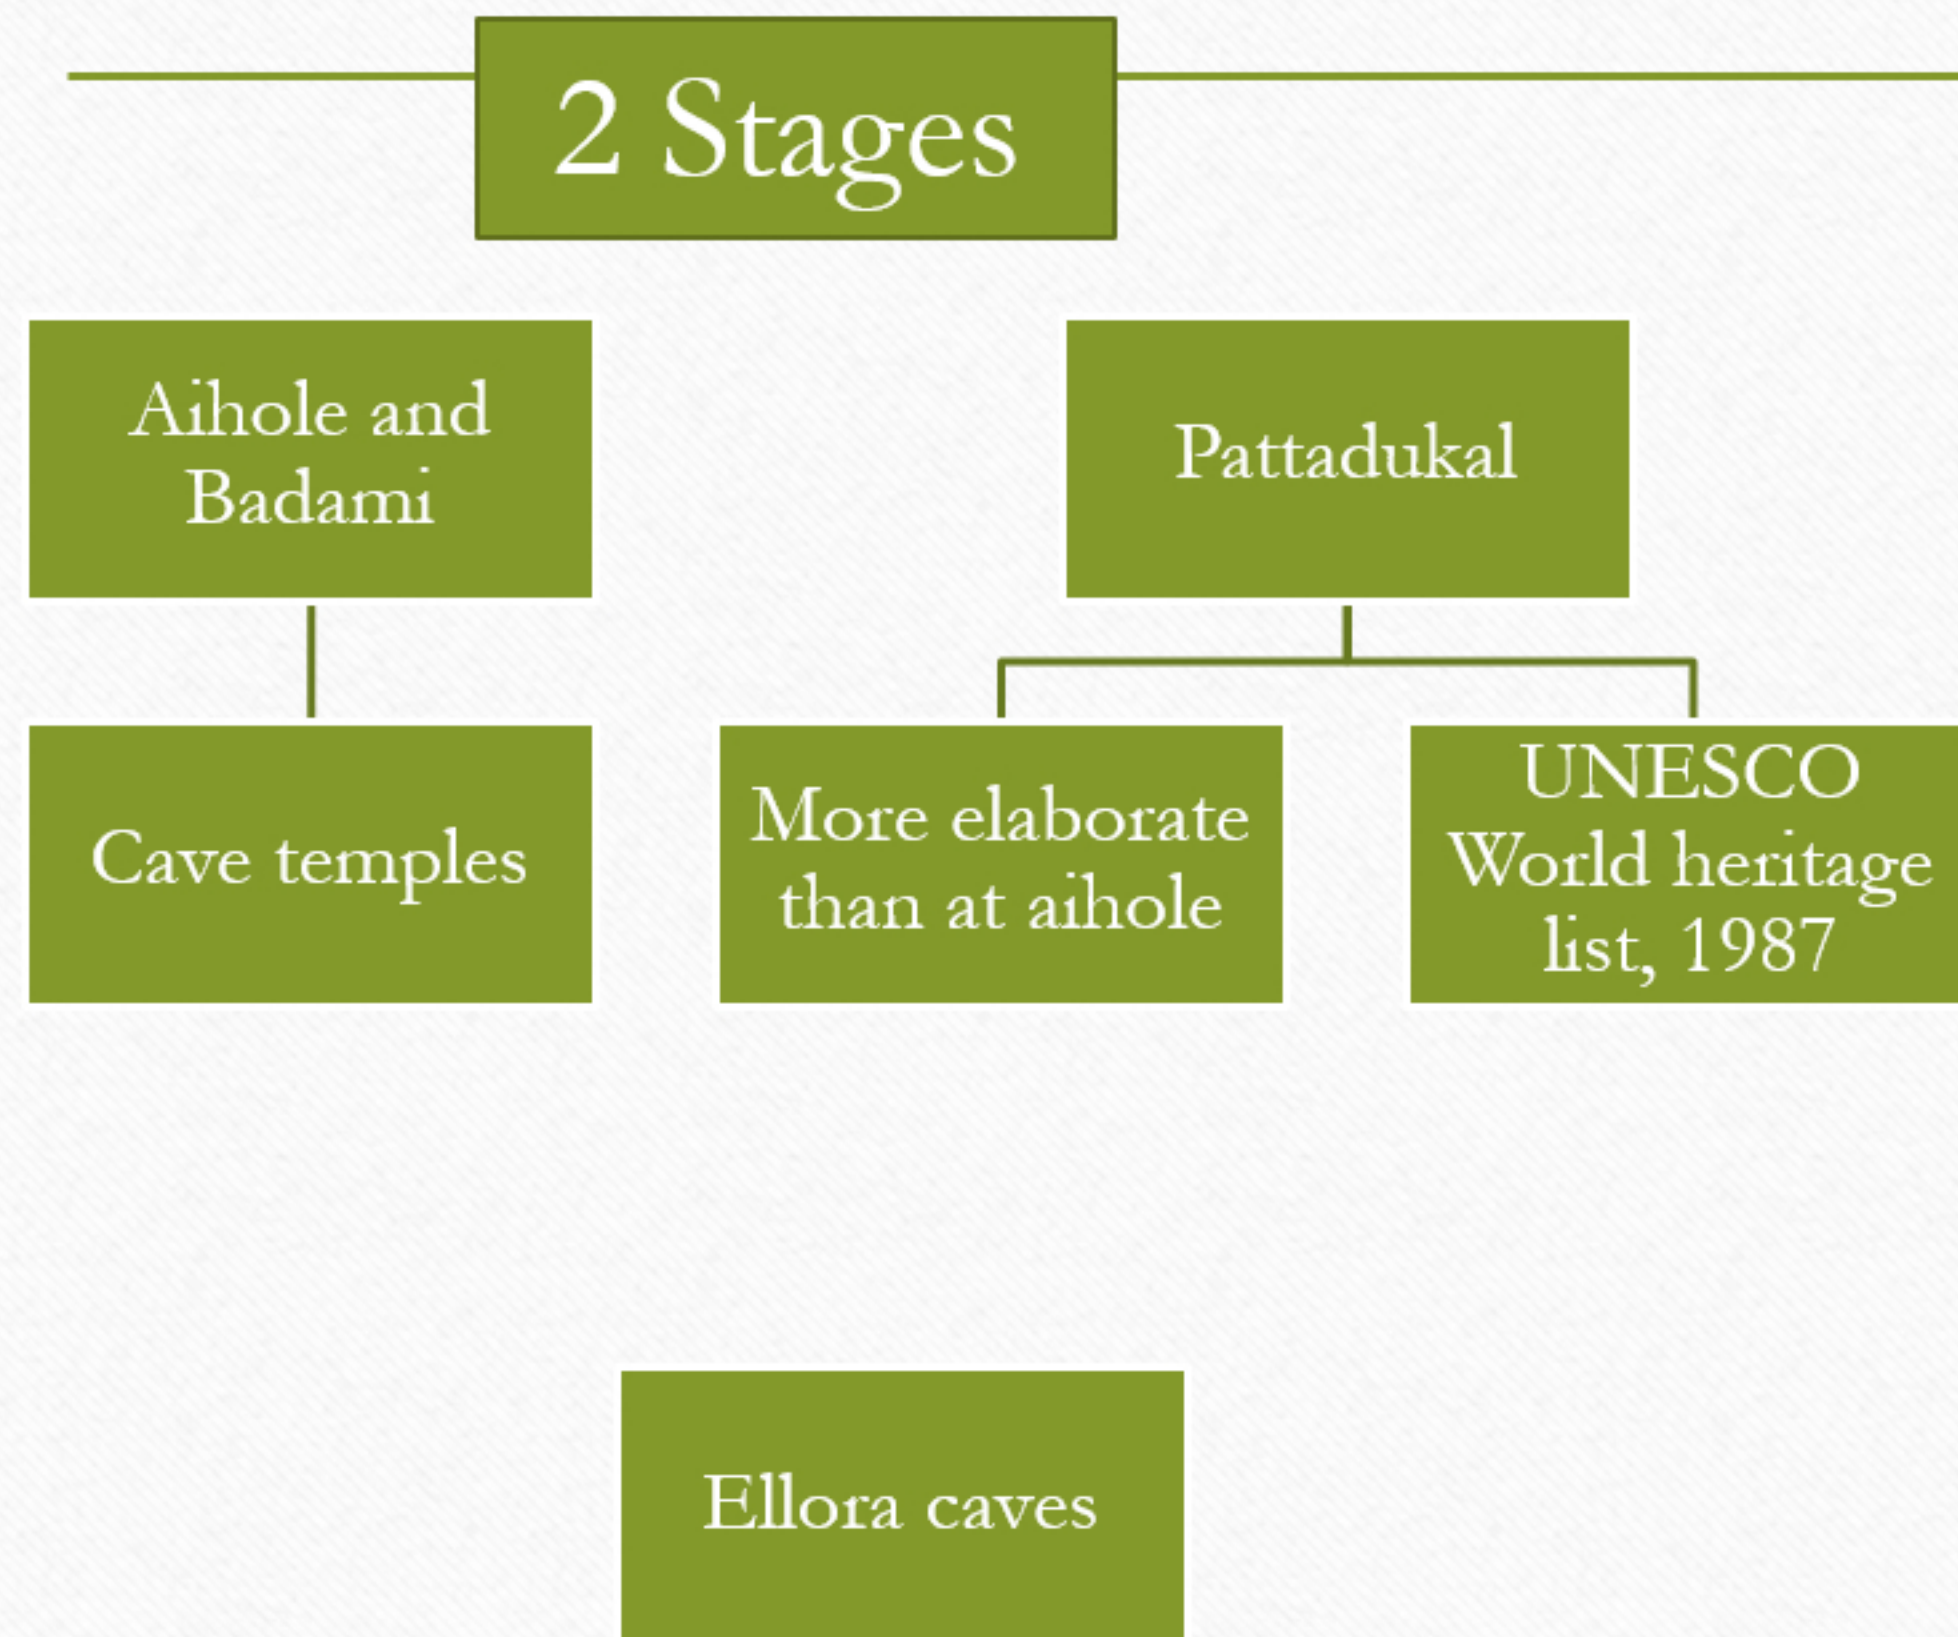 2 Stages
Aihole and
Badami
Pattadukal
Cave temples
More elaborate
than at aihole
UNESCO
World heritage
list, 1987
Ellora caves